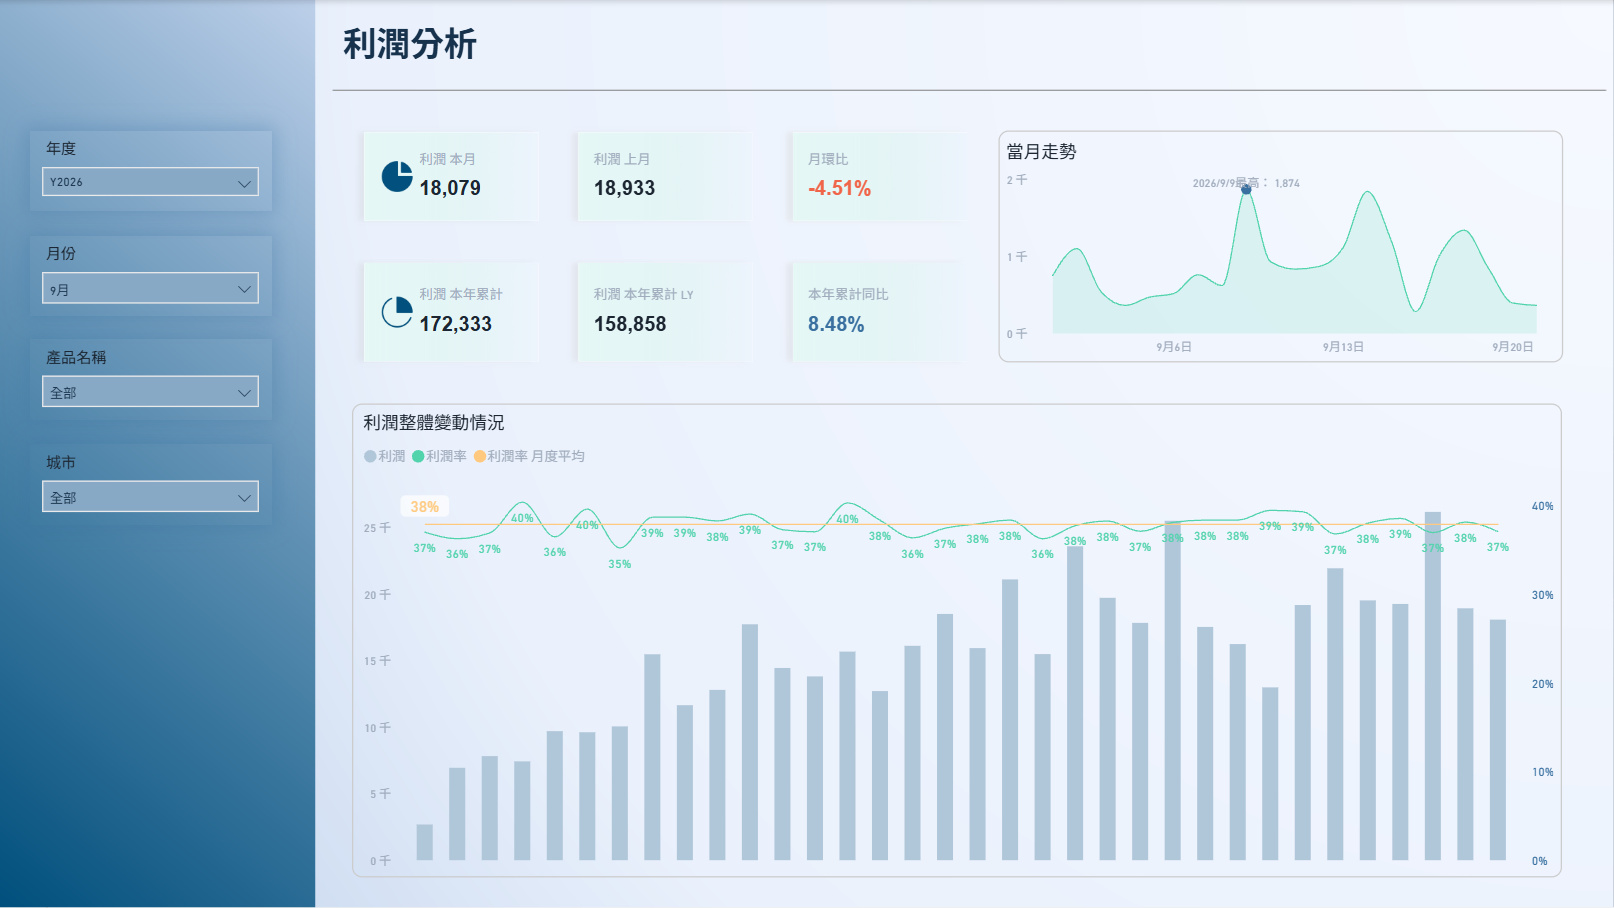 利潤分析
年度
Y2026
月份
9月
產品名稱
全部
城市
全部
利潤 本月
18,079
利潤 上月
18,933
月環比
-4.51%
利潤 本年累計
172,333
利潤 本年累計 LY
158,858
本年累計同比
8.48%
當月走勢
2026/9/9最高： 1,874
2 千
1 千
0 千
9月6日
9月13日
9月20日
利潤整體變動情況
利潤
利潤率
利潤率 月度平均
38%
25 千
20 千
15 千
10 千
5 千
0 千
37%
36%
37%
40%
36%
40%
35%
39%
39%
38%
39%
37%
37%
40%
38%
36%
37%
38%
38%
36%
38%
38%
37%
38%
38%
38%
39%
39%
37%
38%
39%
37%
38%
37%
40%
30%
20%
10%
0%